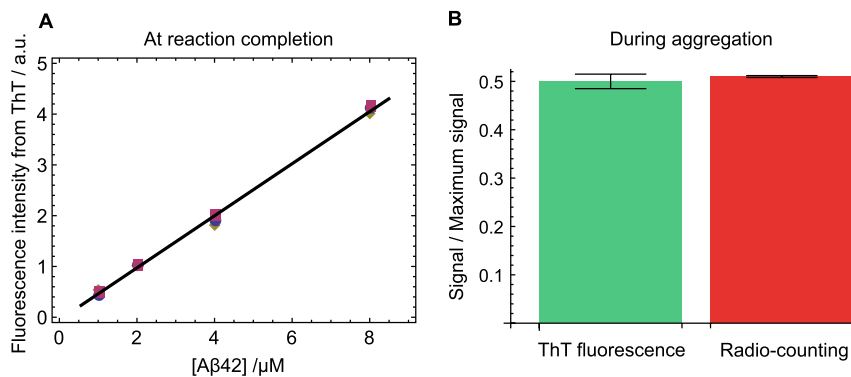 A
At reaction completion
Fluorescence intensity from ThT / a.u.
5
4
3
2
1
0
0
2
4
6
8
[Aβ42] /μM
B
During aggregation
Signal / Maximum signal
0.5
0.4
0.3
0.2
0.1
ThT fluorescence
Radio-counting